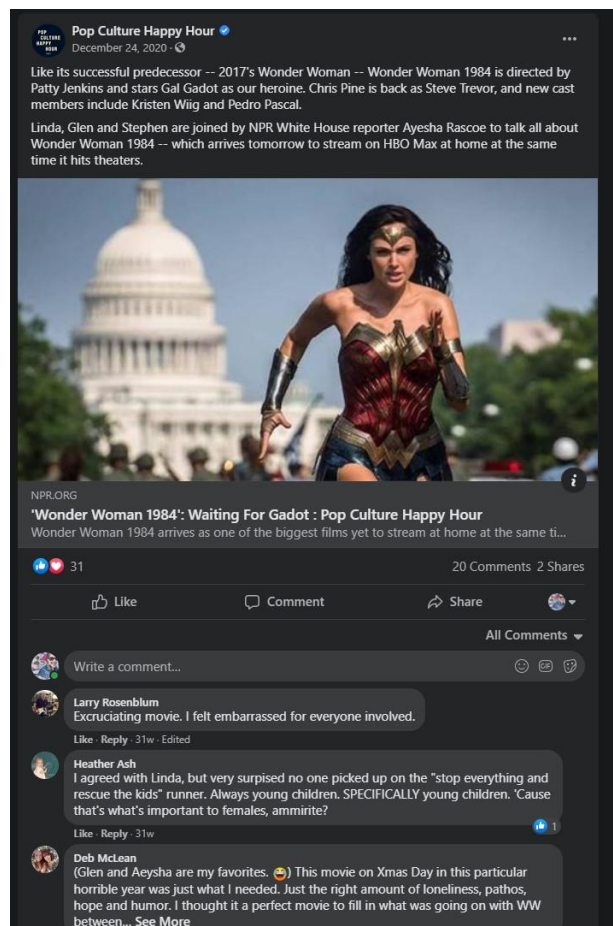 POP
CULTURE
HAPPY
HOUR
Pop Culture Happy Hour
December 24, 2020 ·
Like its successful predecessor -- 2017's Wonder Woman -- Wonder Woman 1984 is directed by
Patty Jenkins and stars Gal Gadot as our heroine. Chris Pine is back as Steve Trevor, and new cast
members include Kristen Wiig and Pedro Pascal.
Linda, Glen and Stephen are joined by NPR White House reporter Ayesha Rascoe to talk all about
Wonder Woman 1984 -- which arrives tomorrow to stream on HBO Max at home at the same
time it hits theaters.
i
NPR.ORG
'Wonder Woman 1984': Waiting For Gadot : Pop Culture Happy Hour
Wonder Woman 1984 arrives as one of the biggest films yet to stream at home at the same ti...
31
20 Comments 2 Shares
Like
Comment
Share
All Comments
Write a comment...
GIF
Larry Rosenblum
Excruciating movie. I felt embarrassed for everyone involved.
Like · Reply · 31w · Edited
Heather Ash
I agreed with Linda, but very surprised no one picked up on the "stop everything and
rescue the kids" runner. Always young children. SPECIFICALLY young children. 'Cause
that's what's important to females, ammirite?
Like · Reply · 31w
1
Deb McLean
(Glen and Aeysha are my favorites. 😂) This movie on Xmas Day in this particular
horrible year was just what I needed. Just the right amount of loneliness, pathos,
hope and humor. I thought it a perfect movie to fill in what was going on with WW
between... See More